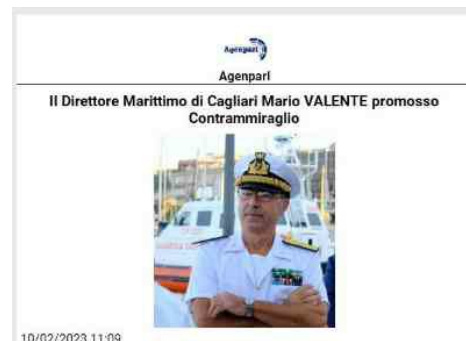 Agenparl
Agenparl
Il Direttore Marittimo di Cagliari Mario VALENTE promosso
Contrammiraglio
10/02/2023 11:09